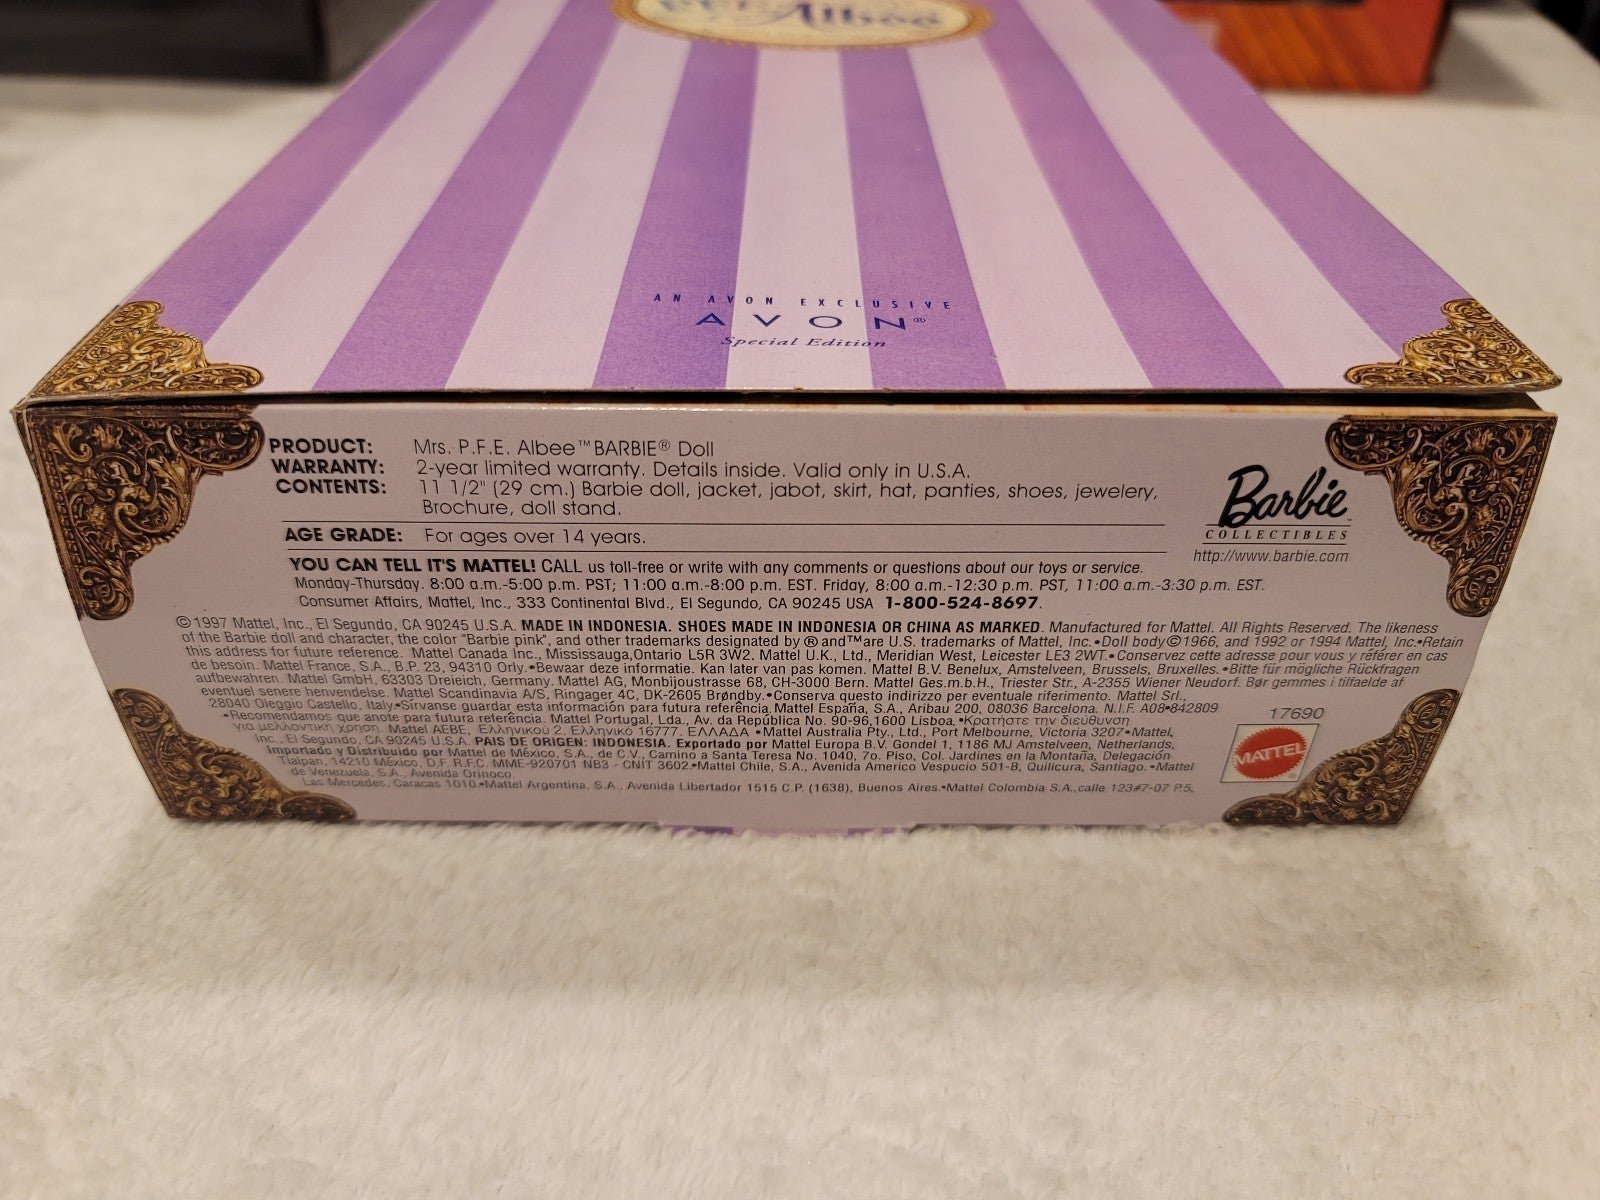 Albee
AN AVON EXCLUSIVE
AVON®
Special Edition
PRODUCT: Mrs. P.F.E. Albee™ BARBIE® Doll
WARRANTY: 2-year limited warranty. Details inside. Valid only in U.S.A.
CONTENTS: 11 1/2" (29 cm.) Barbie doll, jacket, jabot, skirt, hat, panties, shoes, jewelery,
Brochure, doll stand.
AGE GRADE: For ages over 14 years.
Barbie™
COLLECTIBLES
http://www.barbie.com
YOU CAN TELL IT'S MATTEL! CALL us toll-free or write with any comments or questions about our toys or service.
Monday-Thursday. 8:00 a.m.-5:00 p.m. PST; 11:00 a.m.-8:00 p.m. EST. Friday, 8:00 a.m.-12:30 p.m. PST, 11:00 a.m.-3:30 p.m. EST.
Consumer Affairs, Mattel, Inc., 333 Continental Blvd., El Segundo, CA 90245 USA 1-800-524-8697.
©1997 Mattel, Inc., El Segundo, CA 90245 U.S.A. MADE IN INDONESIA. SHOES MADE IN INDONESIA OR CHINA AS MARKED. Manufactured for Mattel. All Rights Reserved. The likeness
of the Barbie doll and character, the color "Barbie pink", and other trademarks designated by ® and ™ are U.S. trademarks of Mattel, Inc.•Doll body©1966, and 1992 or 1994 Mattel, Inc.•Retain
this address for future reference. Mattel Canada Inc., Mississauga,Ontario L5R 3W2. Mattel U.K., Ltd., Meridian West, Leicester LE3 2WT.•Conservez cette adresse pour vous y référer en cas
de besoin. Mattel France, S.A., B.P. 23, 94310 Orly.•Bewaar deze informatie. Kan later van pas komen. Mattel B.V. Benelux, Amstelveen, Brussels, Bruxelles.•Bitte für mögliche Rückfragen
aufbewahren. Mattel GmbH, 63303 Dreieich, Germany. Mattel AG, Monbijoustrasse 68, CH-3000 Bern. Mattel Ges.m.b.H., Triester Str., A-2355 Wiener Neudorf. Bør gemmes i tilfaelde af
eventuel senere henvendelse. Mattel Scandinavia A/S, Ringager 4C, DK-2605 Brøndby.•Conserva questo indirizzo per eventuale riferimento. Mattel Srl.,
28040 Oleggio Castello, Italy.•Sírvanse guardar esta información para futura referência. Mattel España, S.A., Aribau 200, 08036 Barcelona. N.I.F. A08•842809
•Recomendamos que anote para futura referência. Mattel Portugal, Lda., Av. da República No. 90-96,1600 Lisboa.•Κρατήστε την διεύθυνση
για μελλοντική χρήση. Mattel AEBE, Ελληνικού 2, Ελληνικό 16777. ΕΛΛΑΔΑ •Mattel Australia Pty., Ltd., Port Melbourne, Victoria 3207•Mattel,
Inc., El Segundo, CA 90245 U.S.A. PAIS DE ORIGEN: INDONESIA. Exportado por Mattel Europa B.V. Gondel 1, 1186 MJ Amstelveen, Netherlands,
Importado y Distribuido por Mattel de México, S.A., de C.V., Camino a Santa Teresa No. 1040, 7o. Piso, Col. Jardines en la Montaña, Delegación
Tlalpan, 14210 México, D.F. R.F.C. MME-920701 NB3 - CNIT 3602.•Mattel Chile, S.A., Avenida Americo Vespucio 501-B, Quilicura, Santiago. •Mattel
de Venezuela, S.A., Avenida Orinoco.
Las Mercedes, Caracas 1010.•Mattel Argentina, S.A., Avenida Libertador 1515 C.P. (1638), Buenos Aires.•Mattel Colombia S.A.,calle 123#7-07 P.5,
17690
MATTEL®